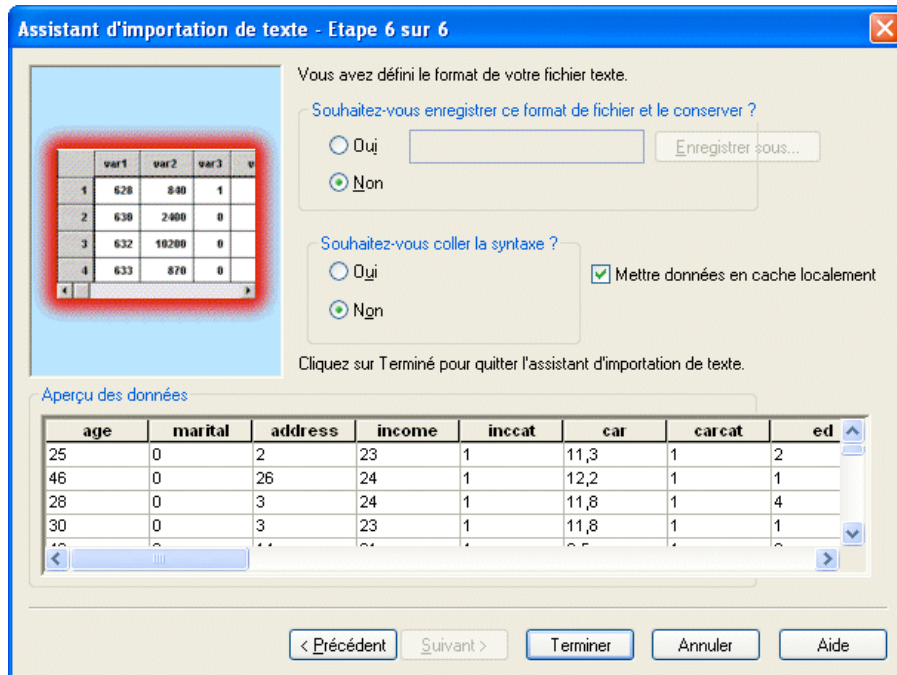 Assistant d'importation de texte - Etape 6 sur 6
Vous avez défini le format de votre fichier texte.
Souhaitez-vous enregistrer ce format de fichier et le conserver ?
Oui
Enregistrer sous...
Non
var1 var2 var3 v
1 628 840 1
2 630 2400 0
3 632 10200 0
4 633 870 0
Souhaitez-vous coller la syntaxe ?
Oui
Mettre données en cache localement
Non
Cliquez sur Terminé pour quitter l'assistant d'importation de texte.
Aperçu des données
age marital address income inccat car carcat ed
25 0 2 23 1 11,3 1 2
46 0 26 24 1 12,2 1 1
28 0 3 24 1 11,8 1 4
30 0 3 23 1 11,8 1 1
< Précédent Suivant > Terminer Annuler Aide